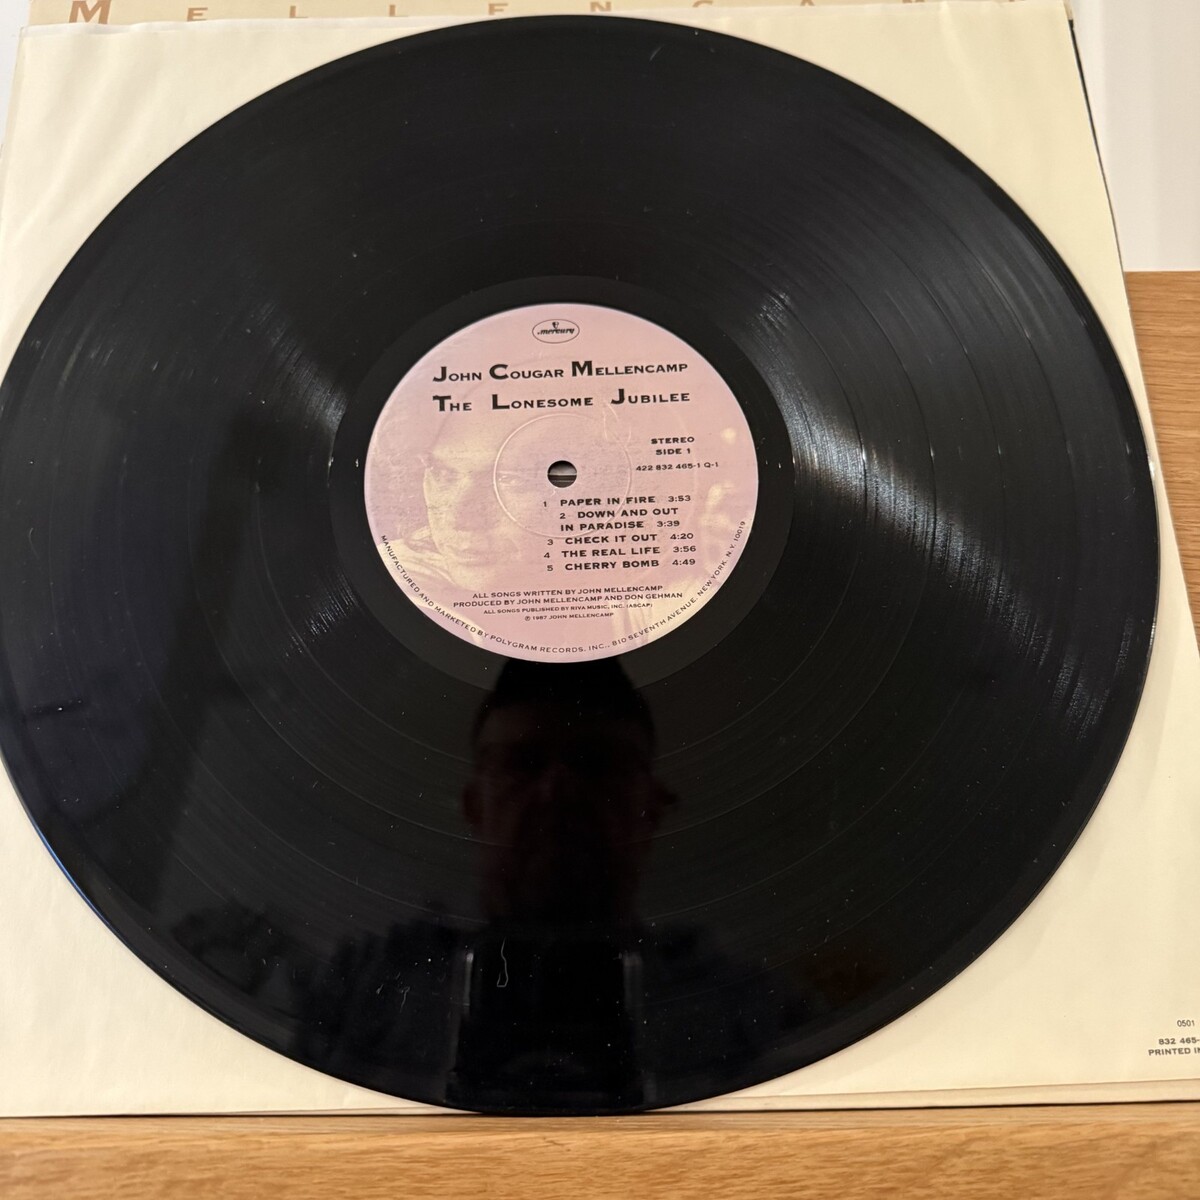 MELLENCAMP
mercury
JOHN COUGAR MELLENCAMP
THE LONESOME JUBILEE
STEREO
SIDE 1
422 832 465-1 Q-1
1 PAPER IN FIRE 3:53
2 DOWN AND OUT
IN PARADISE 3:39
3 CHECK IT OUT 4:20
4 THE REAL LIFE 3:56
5 CHERRY BOMB 4:49
ALL SONGS WRITTEN BY JOHN MELLENCAMP
PRODUCED BY JOHN MELLENCAMP AND DON GEHMAN
ALL SONGS PUBLISHED BY RIVA MUSIC, INC. (ASCAP)
© 1987 JOHN MELLENCAMP
MANUFACTURED AND MARKETED BY POLYGRAM RECORDS, INC., 810 SEVENTH AVENUE, NEW YORK, N.Y. 10019
0501
832 465-
PRINTED IN